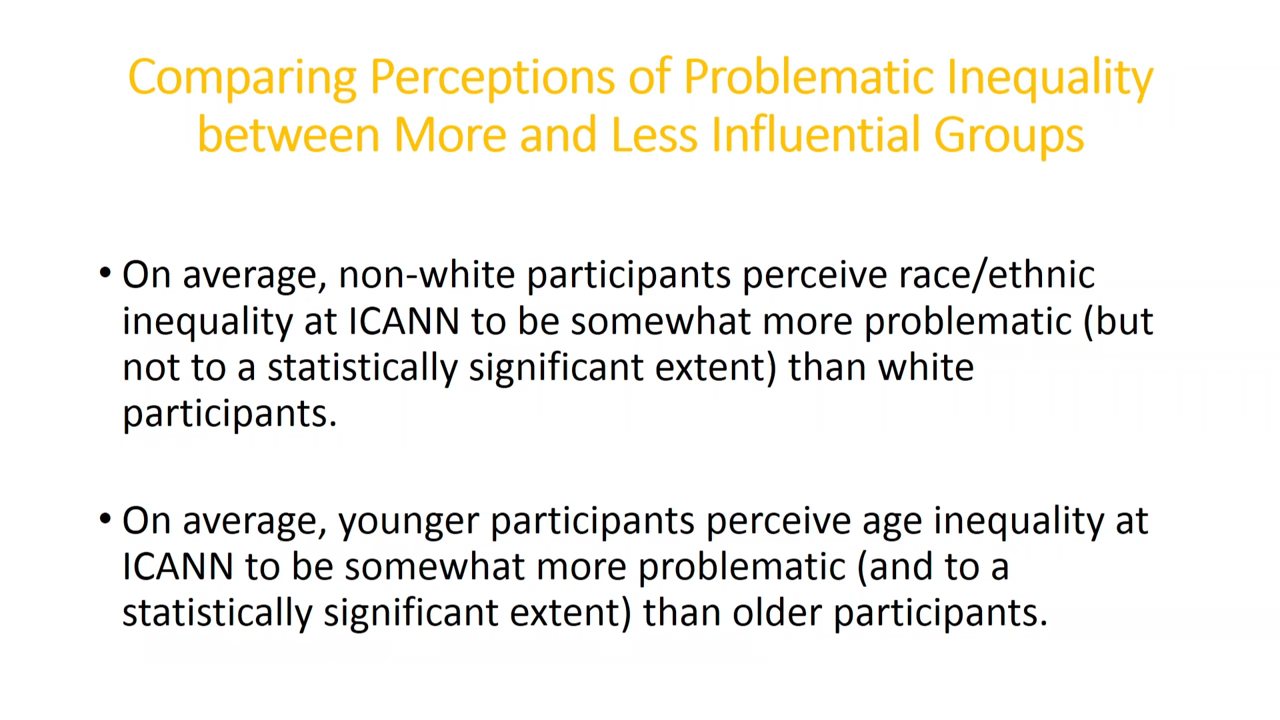 Comparing Perceptions of Problematic Inequality
between More and Less Influential Groups
• On average, non-white participants perceive race/ethnic
inequality at ICANN to be somewhat more problematic (but
not to a statistically significant extent) than white
participants.
• On average, younger participants perceive age inequality at
ICANN to be somewhat more problematic (and to a
statistically significant extent) than older participants.